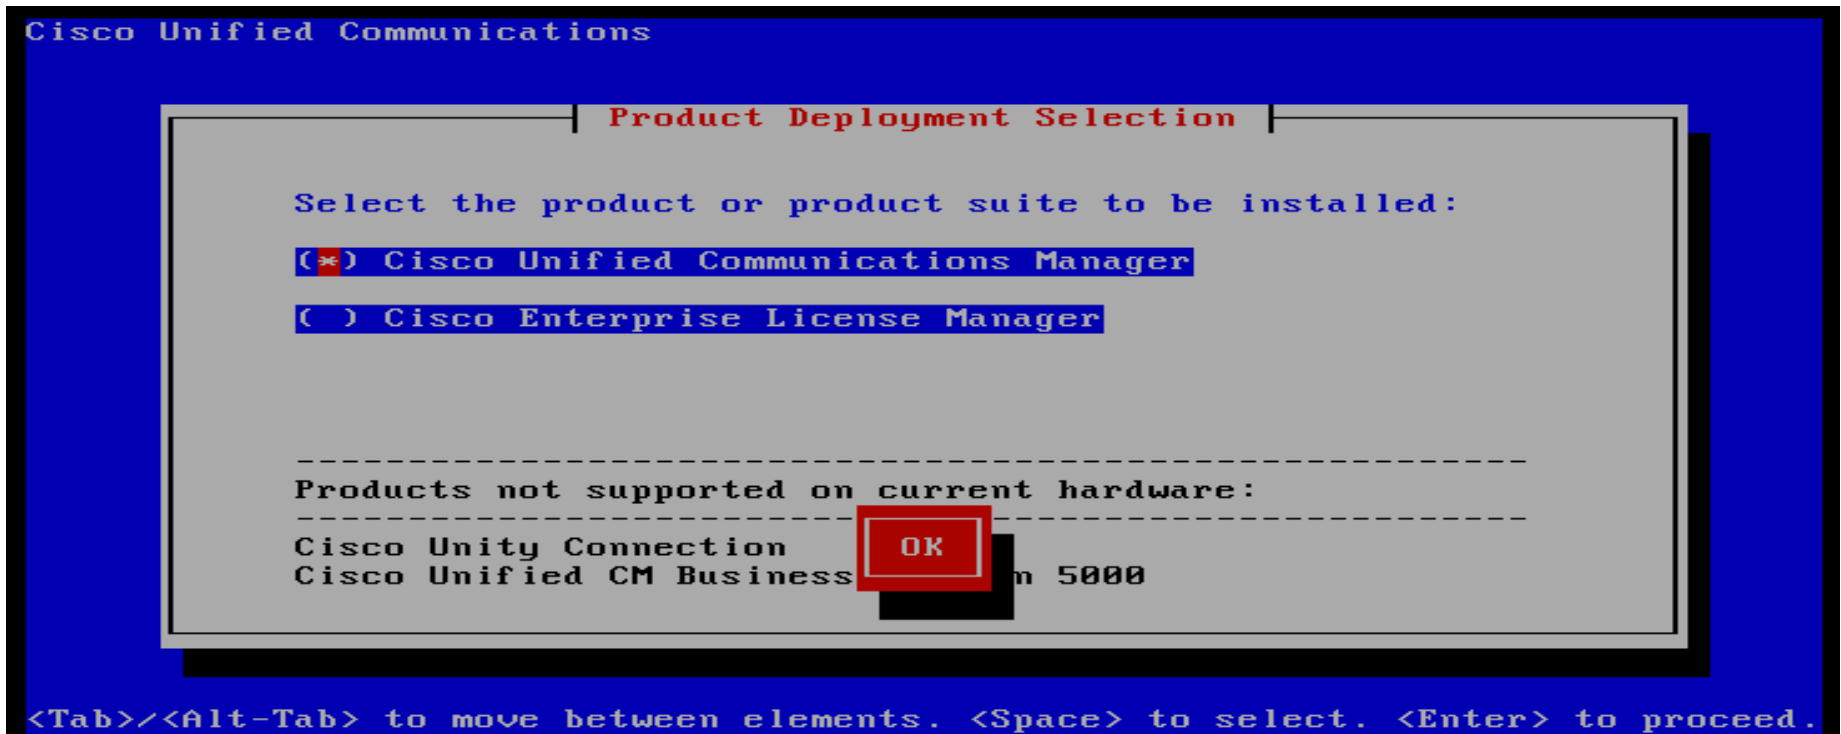 Cisco Unified Communications
Product Deployment Selection
Select the product or product suite to be installed:
(*) Cisco Unified Communications Manager
( ) Cisco Enterprise License Manager
-------------------------------------------------------
Products not supported on current hardware:
-------------------------------------------------------
Cisco Unity Connection
OK
Cisco Unified CM Business 5000
<Tab>/<Alt-Tab> to move between elements. <Space> to select. <Enter> to proceed.